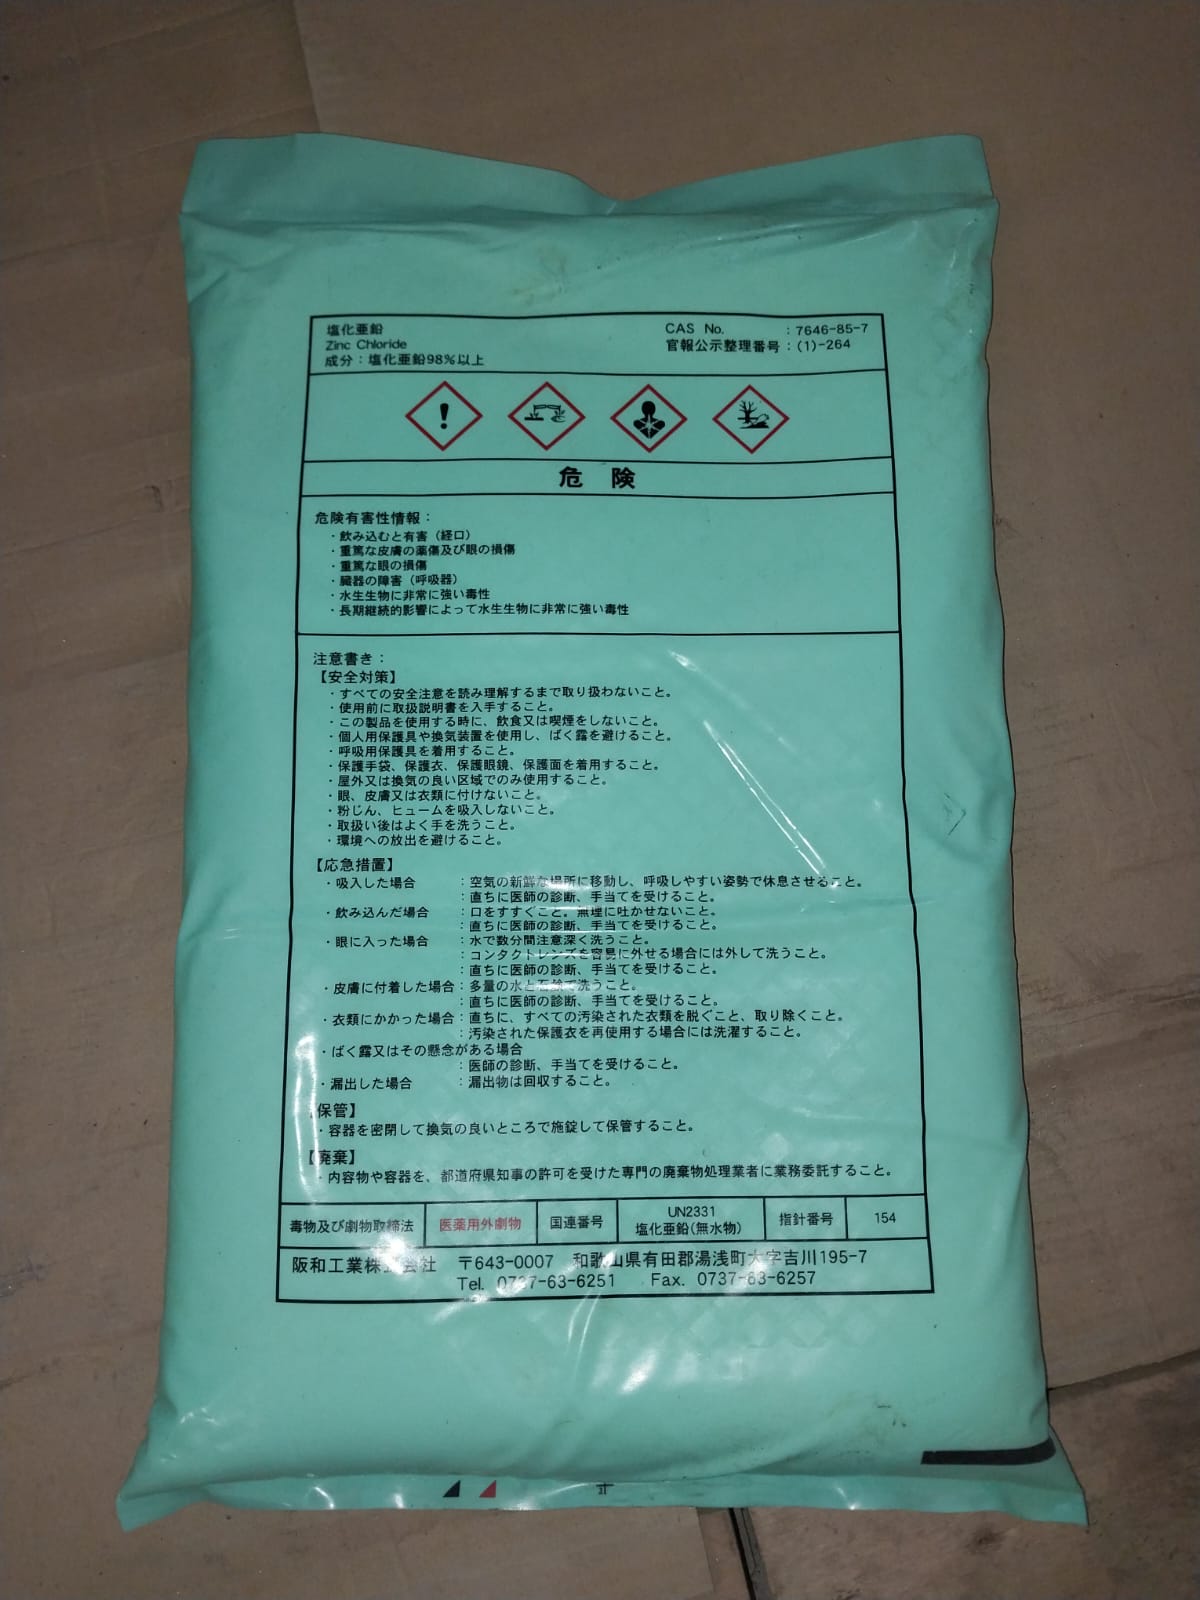 塩化亜鉛
Zinc Chloride
成分：塩化亜鉛98％以上
CAS No. ：7646-85-7
官報公示整理番号：(1)-264
危 険
危険有害性情報：
・飲み込むと有害（経口）
・重篤な皮膚の薬傷及び眼の損傷
・重篤な眼の損傷
・臓器の障害（呼吸器）
・水生生物に非常に強い毒性
・長期継続的影響によって水生生物に非常に強い毒性
注意書き：
【安全対策】
・すべての安全注意を読み理解するまで取り扱わないこと。
・使用前に取扱説明書を入手すること。
・この製品を使用する時に、飲食又は喫煙をしないこと。
・個人用保護具や換気装置を使用し、ばく露を避けること。
・呼吸用保護具を着用すること。
・保護手袋、保護衣、保護眼鏡、保護面を着用すること。
・屋外又は換気の良い区域でのみ使用すること。
・眼、皮膚又は衣類に付けないこと。
・粉じん、ヒュームを吸入しないこと。
・取扱い後はよく手を洗うこと。
・環境への放出を避けること。
【応急措置】
・吸入した場合 ：空気の新鮮な場所に移動し、呼吸しやすい姿勢で休息させること。
：直ちに医師の診断、手当てを受けること。
・飲み込んだ場合 ：口をすすぐこと。無理に吐かせないこと。
：直ちに医師の診断、手当てを受けること。
・眼に入った場合 ：水で数分間注意深く洗うこと。
：コンタクトレンズを容易に外せる場合には外して洗うこと。
：直ちに医師の診断、手当てを受けること。
・皮膚に付着した場合：多量の水と石鹸で洗うこと。
：直ちに医師の診断、手当てを受けること。
・衣類にかかった場合：直ちに、すべての汚染された衣類を脱ぐこと、取り除くこと。
：汚染された保護衣を再使用する場合には洗濯すること。
・ばく露又はその懸念がある場合
：医師の診断、手当てを受けること。
・漏出した場合 ：漏出物は回収すること。
【保管】
・容器を密閉して換気の良いところで施錠して保管すること。
【廃棄】
・内容物や容器を、都道府県知事の許可を受けた専門の廃棄物処理業者に業務委託すること。
毒物及び劇物取締法 医薬用外劇物 国連番号 UN2331 塩化亜鉛(無水物) 指針番号 154
阪和工業株式会社 〒643-0007 和歌山県有田郡湯浅町大字吉川195-7
Tel. 0737-63-6251 Fax. 0737-63-6257